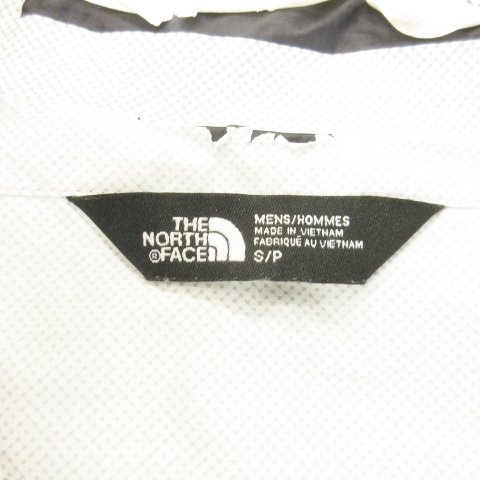 THE
NORTH
®FACE
MENS/HOMMES
MADE IN VIETNAM
FABRIQUÉ AU VIETNAM
S/P